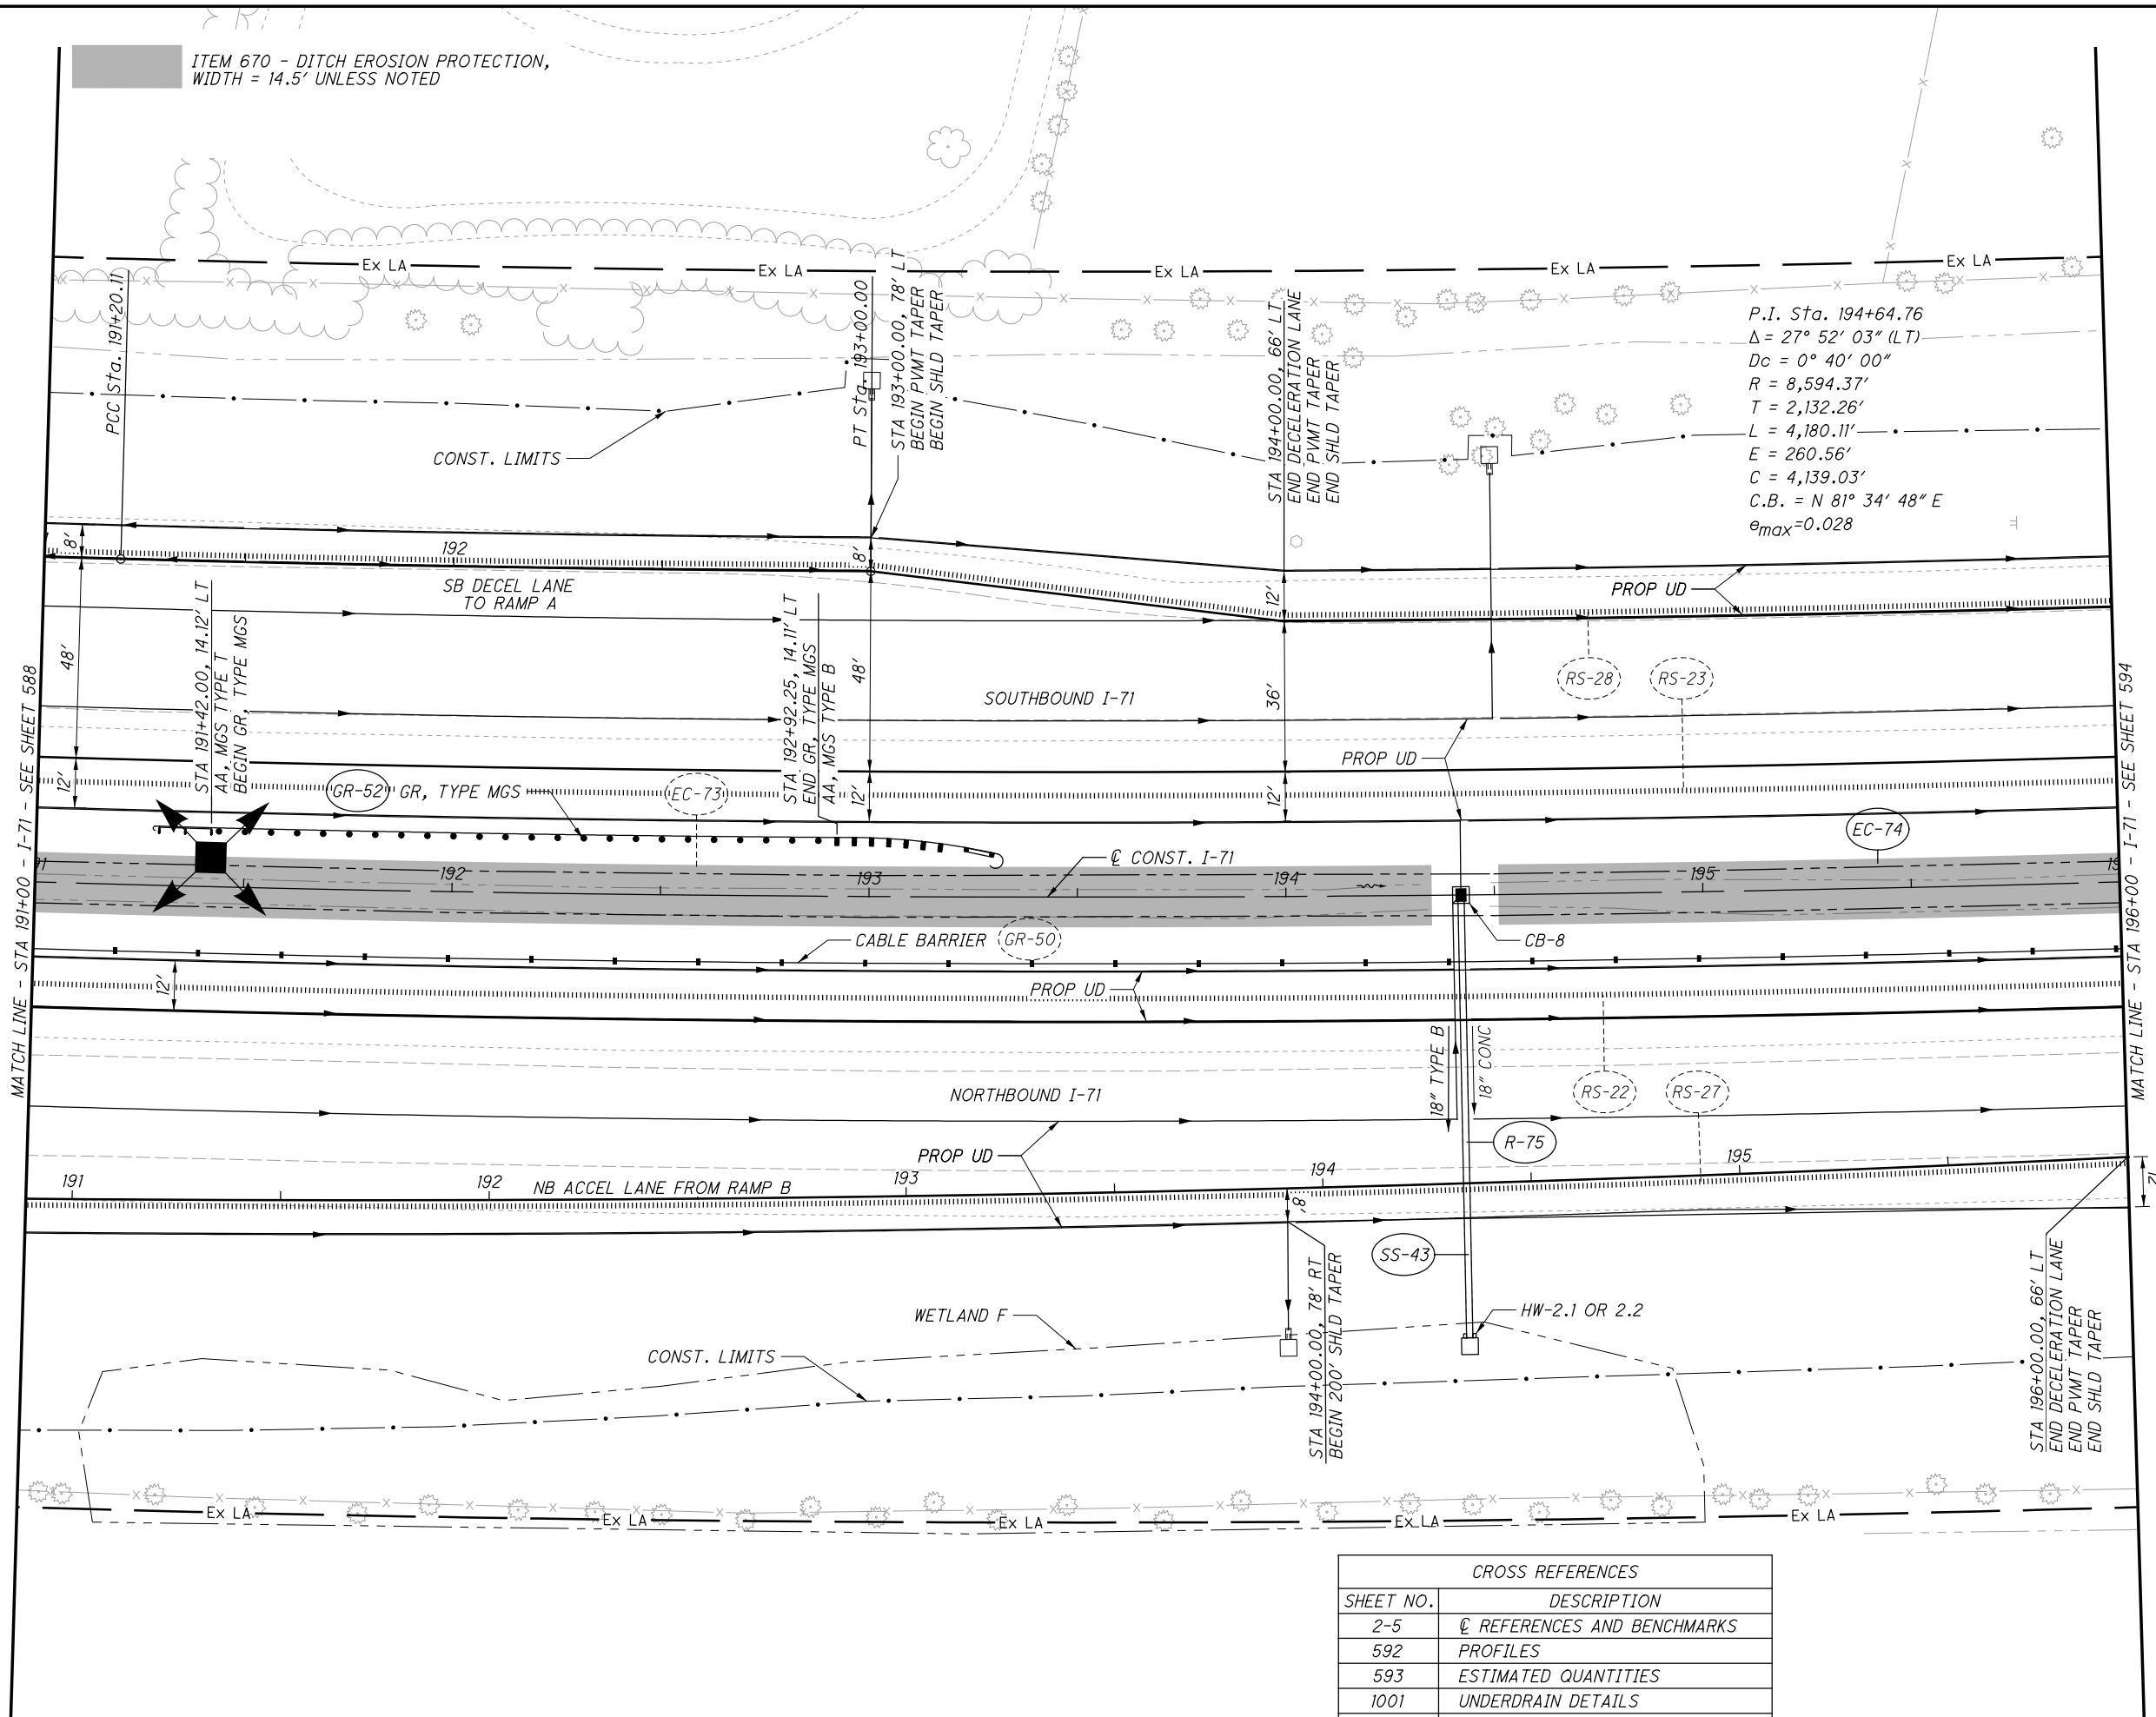 ITEM 670 - DITCH EROSION PROTECTION,
WIDTH = 14.5' UNLESS NOTED
Ex LA
Ex LA
Ex LA
Ex LA
Ex LA
PCC Sta. 191+20.11
PT Sta. 193+00.00
STA 193+00.00, 78' LT
BEGIN PVMT TAPER
BEGIN SHLD TAPER
STA 194+00.00, 66' LT
END DECELERATION LANE
END PVMT TAPER
END SHLD TAPER
P.I. Sta. 194+64.76
Δ = 27° 52' 03" (LT)
Dc = 0° 40' 00"
R = 8,594.37'
T = 2,132.26'
L = 4,180.11'
E = 260.56'
C = 4,139.03'
C.B. = N 81° 34' 48" E
emax=0.028
CONST. LIMITS
8'
192
8'
SB DECEL LANE
TO RAMP A
12'
PROP UD
48'
STA 191+42.00, 14.12' LT
AA, MGS TYPE T
BEGIN GR, TYPE MGS
STA 192+92.25, 14.11' LT
END GR, TYPE MGS
AA, MGS TYPE B
48'
36'
SOUTHBOUND I-71
RS-28
RS-23
PROP UD
12'
GR-52
GR, TYPE MGS
EC-73
12'
12'
EC-74
℄ CONST. I-71
192
193
194
195
CABLE BARRIER
GR-50
CB-8
12'
PROP UD
18" TYPE B
18" CONC
NORTHBOUND I-71
RS-22
RS-27
R-75
PROP UD
191
192
193
194
195
NB ACCEL LANE FROM RAMP B
8'
12'
SS-43
STA 194+00.00, 78' RT
BEGIN 200' SHLD TAPER
HW-2.1 OR 2.2
WETLAND F
CONST. LIMITS
STA 196+00.00, 66' LT
END DECELERATION LANE
END PVMT TAPER
END SHLD TAPER
Ex LA
Ex LA
Ex LA
Ex LA
Ex LA
MATCH LINE - STA 191+00 - I-71 - SEE SHEET 588
MATCH LINE - STA 196+00 - I-71 - SEE SHEET 594
CROSS REFERENCES
SHEET NO. DESCRIPTION
2-5 ℄ REFERENCES AND BENCHMARKS
592 PROFILES
593 ESTIMATED QUANTITIES
1001 UNDERDRAIN DETAILS